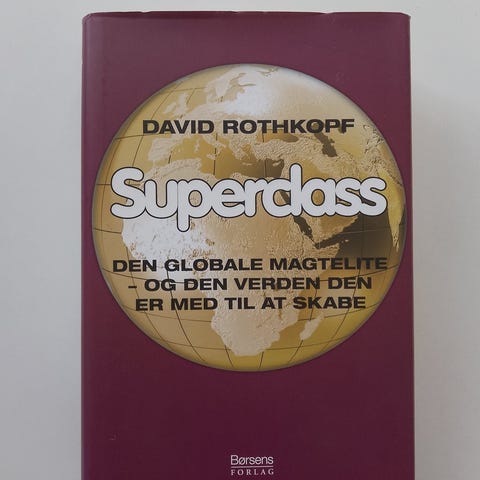 DAVID ROTHKOPF
Superclass
DEN GLOBALE MAGTELITE
– OG DEN VERDEN DEN
ER MED TIL AT SKABE
Børsens
FORLAG